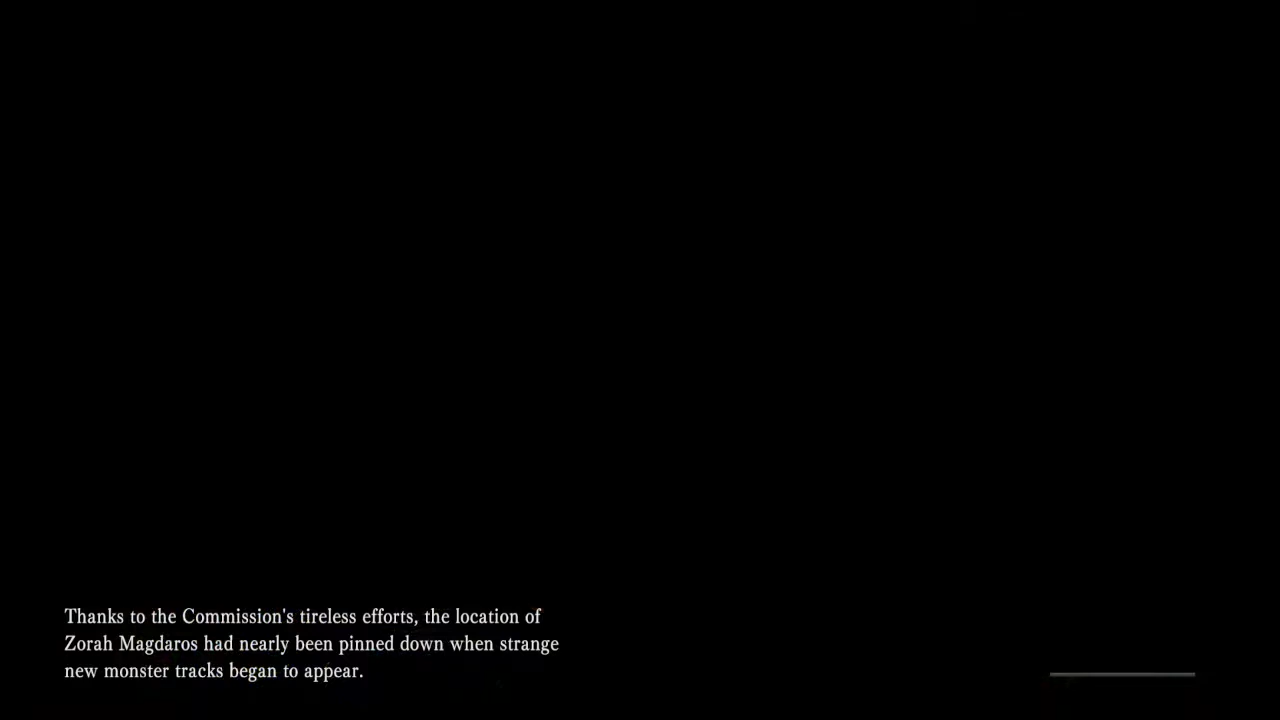 Thanks to the Commission's tireless efforts, the location of
Zorah Magdaros had nearly been pinned down when strange
new monster tracks began to appear.